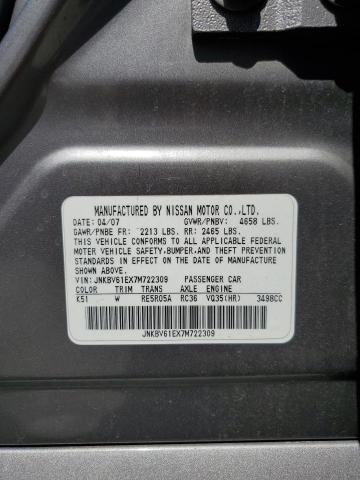 MANUFACTURED BY NISSAN MOTOR CO.,LTD.
DATE: 04/07 GVWR/PNBV: 4658 LBS.
GAWR/PNBE FR: 2213 LBS. RR: 2465 LBS.
THIS VEHICLE CONFORMS TO ALL APPLICABLE FEDERAL
MOTOR VEHICLE SAFETY,BUMPER,AND THEFT PREVENTION
STANDARDS IN EFFECT ON THE DATE OF MANUFACTURE
SHOWN ABOVE.
VIN: JNKBV61EX7M722309 PASSENGER CAR
COLOR TRIM TRANS AXLE ENGINE
K51 W RE5R05A RC36 VQ35(HR) 3498CC
JNKBV61EX7M722309